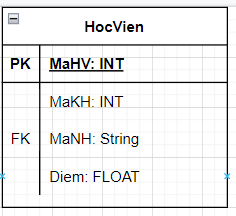 HocVien
PK MaHV: INT
MaKH: INT
FK MaNH: String
Diem: FLOAT